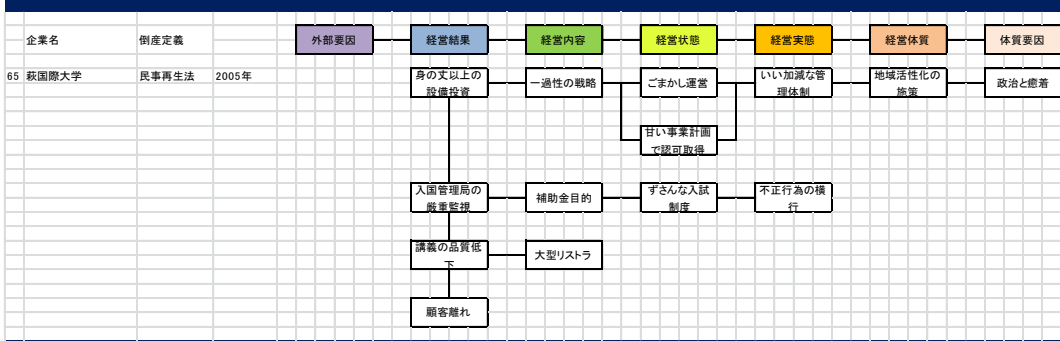 企業名 倒産定義 外部要因 経営結果 経営内容 経営状態 経営実態 経営体質 体質要因
65 萩国際大学 民事再生法 2005年 身の丈以上の 一過性の戦略 ごまかし運営 いい加減な管 地域活性化の 政治と癒着
設備投資 理体制 施策
甘い事業計画
で認可取得
入国管理局の 補助金目的 ずさんな入試 不正行為の横
厳重監視 制度 行
講義の品質低 大型リストラ
下
顧客離れ